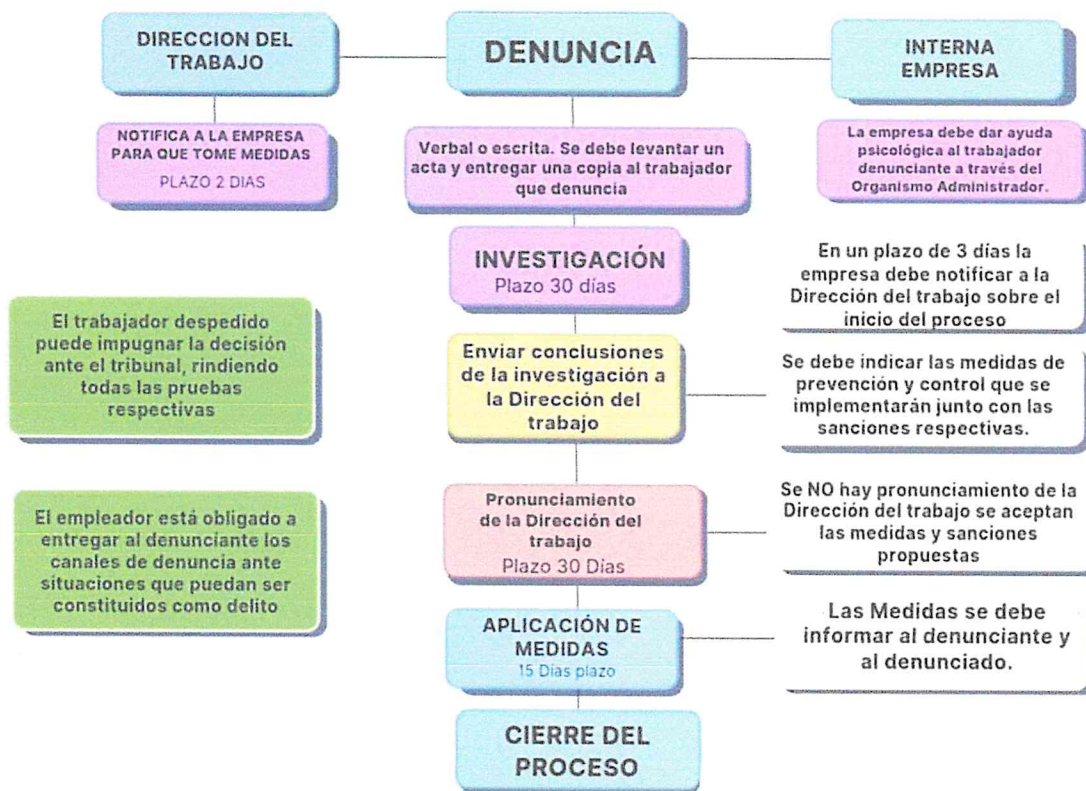 DIRECCION DEL
TRABAJO
DENUNCIA
INTERNA
EMPRESA
NOTIFICA A LA EMPRESA
PARA QUE TOME MEDIDAS
PLAZO 2 DIAS
Verbal o escrita. Se debe levantar un
acta y entregar una copia al trabajador
que denuncia
La empresa debe dar ayuda
psicológica al trabajador
denunciante a través del
Organismo Administrador.
INVESTIGACIÓN
Plazo 30 días
En un plazo de 3 días la
empresa debe notificar a la
Dirección del trabajo sobre el
inicio del proceso
El trabajador despedido
puede impugnar la decisión
ante el tribunal, rindiendo
todas las pruebas
respectivas
Enviar conclusiones
de la investigación a
la Dirección del
trabajo
Se debe indicar las medidas de
prevención y control que se
implementarán junto con las
sanciones respectivas.
El empleador está obligado a
entregar al denunciante los
canales de denuncia ante
situaciones que puedan ser
constituidos como delito
Pronunciamiento
de la Dirección del
trabajo
Plazo 30 Días
Se NO hay pronunciamiento de la
Dirección del trabajo se aceptan
las medidas y sanciones
propuestas
APLICACIÓN DE
MEDIDAS
15 Días plazo
Las Medidas se debe
informar al denunciante y
al denunciado.
CIERRE DEL
PROCESO